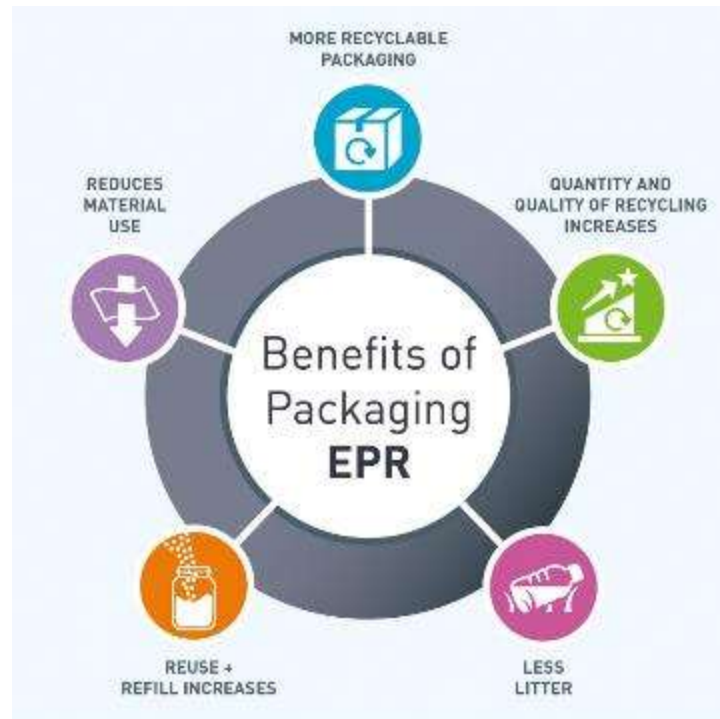 MORE RECYCLABLE
PACKAGING
REDUCES
MATERIAL
USE
QUANTITY AND
QUALITY OF RECYCLING
INCREASES
Benefits of
Packaging
EPR
REUSE +
REFILL INCREASES
LESS
LITTER